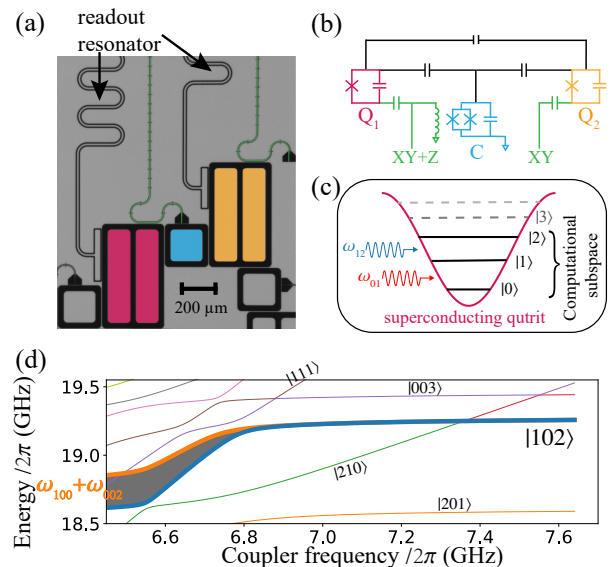 (a)
readout
resonator
200 µm
(b)
Q1
XY+Z
C
XY
Q2
(c)
ω12
ω01
|3⟩
|2⟩
|1⟩
|0⟩
superconducting qutrit
Computational
subspace
(d)
Energy /2π (GHz)
19.5
19.0
18.5
|111⟩
|003⟩
|102⟩
ω100+ω002
|210⟩
|201⟩
6.6
6.8
7.0
7.2
7.4
7.6
Coupler frequency /2π (GHz)